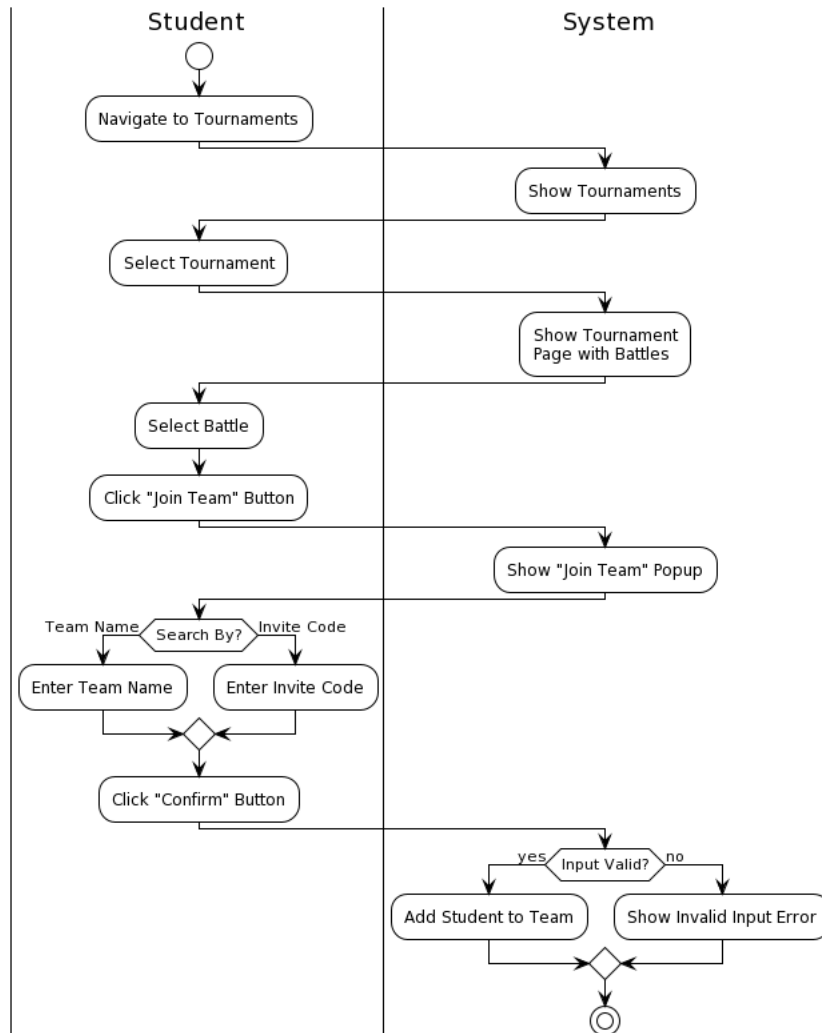 Student
System
Navigate to Tournaments
Show Tournaments
Select Tournament
Show Tournament
Page with Battles
Select Battle
Click "Join Team" Button
Show "Join Team" Popup
Team Name
Search By?
Invite Code
Enter Team Name
Enter Invite Code
Click "Confirm" Button
yes
Input Valid?
no
Add Student to Team
Show Invalid Input Error